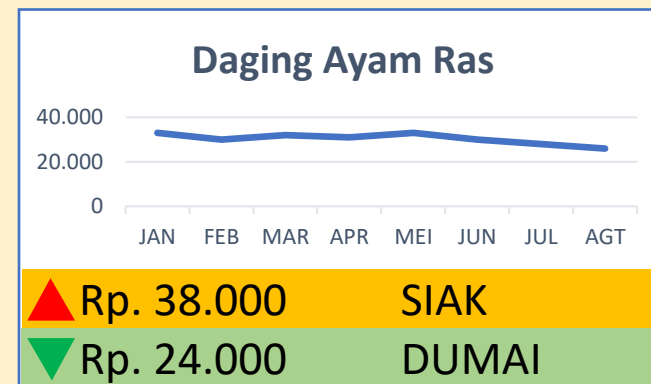 Daging Ayam Ras
40.000
20.000
0
JAN FEB MAR APR MEI JUN JUL AGT
Rp. 38.000 SIAK
Rp. 24.000 DUMAI